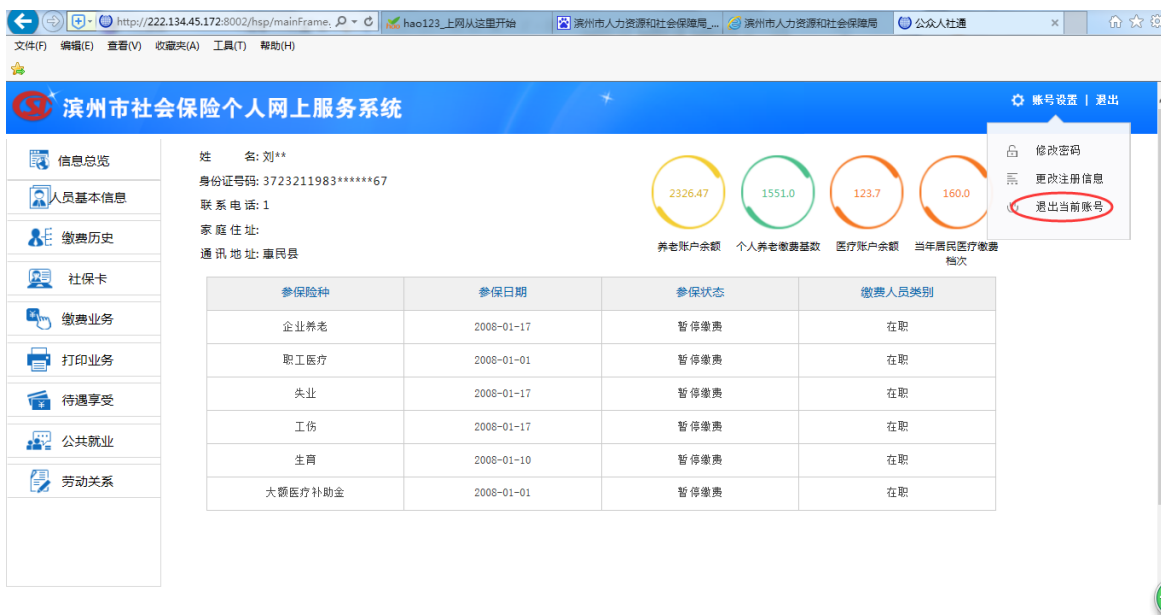 http://222.134.45.172:8002/hsp/mainFrame. hao123_上网从这里开始 滨州市人力资源和社会保障局_... 滨州市人力资源和社会保障局 公众人社通
文件(F) 编辑(E) 查看(V) 收藏夹(A) 工具(T) 帮助(H)
滨州市社会保险个人网上服务系统
账号设置 | 退出
修改密码
更改注册信息
退出当前账号
信息总览
人员基本信息
缴费历史
社保卡
缴费业务
打印业务
待遇享受
公共就业
劳动关系
姓 名: 刘**
身份证号码: 3723211983******67
联系电话: 1
家庭住址:
通讯地址: 惠民县
2326.47 1551.0 123.7 160.0
养老账户余额 个人养老缴费基数 医疗账户余额 当年居民医疗缴费
档次
参保险种 参保日期 参保状态 缴费人员类别
企业养老 2008-01-17 暂停缴费 在职
职工医疗 2008-01-01 暂停缴费 在职
失业 2008-01-17 暂停缴费 在职
工伤 2008-01-17 暂停缴费 在职
生育 2008-01-10 暂停缴费 在职
大额医疗补助金 2008-01-01 暂停缴费 在职